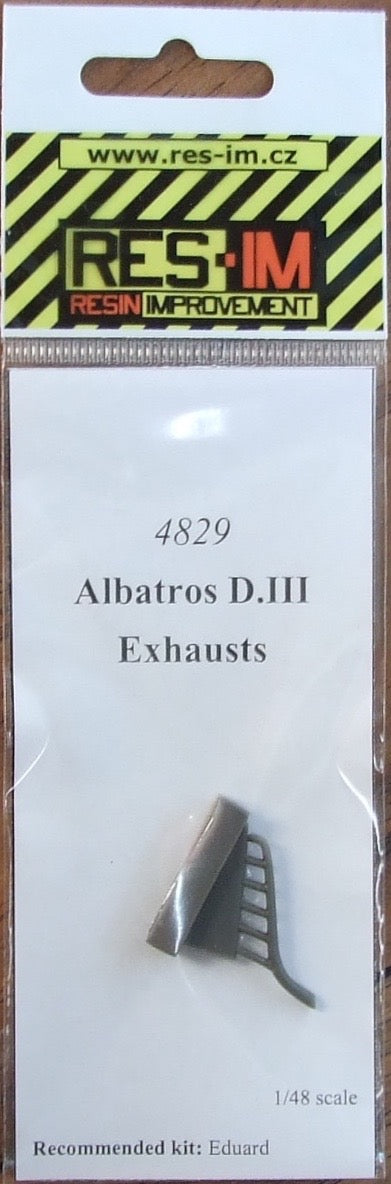 www.res-im.cz
RES·IM
RESIN IMPROVEMENT
4829
Albatros D.III
Exhausts
1/48 scale
Recommended kit: Eduard